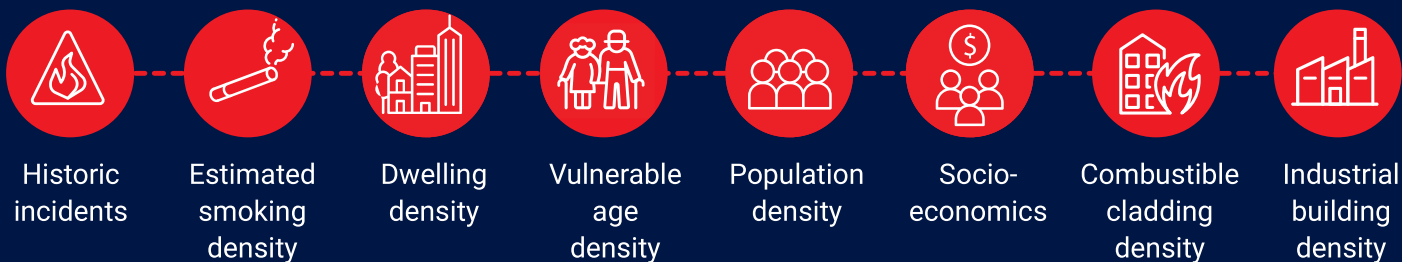 $
Historic
incidents
Estimated
smoking
density
Dwelling
density
Vulnerable
age
density
Population
density
Socio-
economics
Combustible
cladding
density
Industrial
building
density